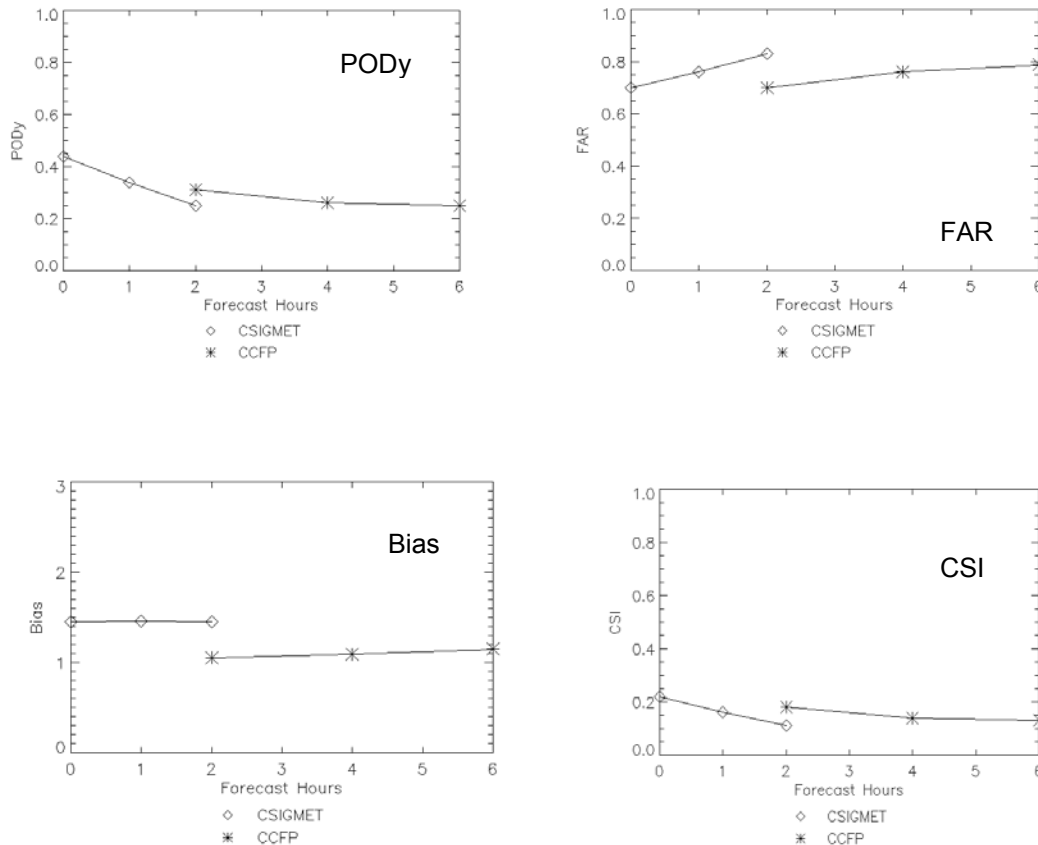 1.0
0.8
0.6
0.4
0.2
0.0
PODy
PODy
0 1 2 3 4 5 6
Forecast Hours
CSIGMET
CCFP
1.0
0.8
0.6
0.4
0.2
0.0
FAR
FAR
0 1 2 3 4 5 6
Forecast Hours
CSIGMET
CCFP
3
2
1
0
Bias
Bias
0 1 2 3 4 5 6
Forecast Hours
CSIGMET
CCFP
1.0
0.8
0.6
0.4
0.2
0.0
CSI
CSI
0 1 2 3 4 5 6
Forecast Hours
CSIGMET
CCFP